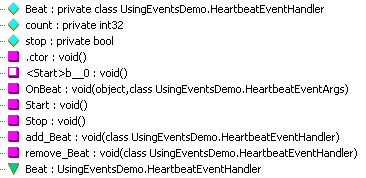 Beat : private class UsingEventsDemo.HeartbeatEventHandler
count : private int32
stop : private bool
.ctor : void()
<Start>b__0 : void()
OnBeat : void(object,class UsingEventsDemo.HeartbeatEventArgs)
Start : void()
Stop : void()
add_Beat : void(class UsingEventsDemo.HeartbeatEventHandler)
remove_Beat : void(class UsingEventsDemo.HeartbeatEventHandler)
Beat : UsingEventsDemo.HeartbeatEventHandler